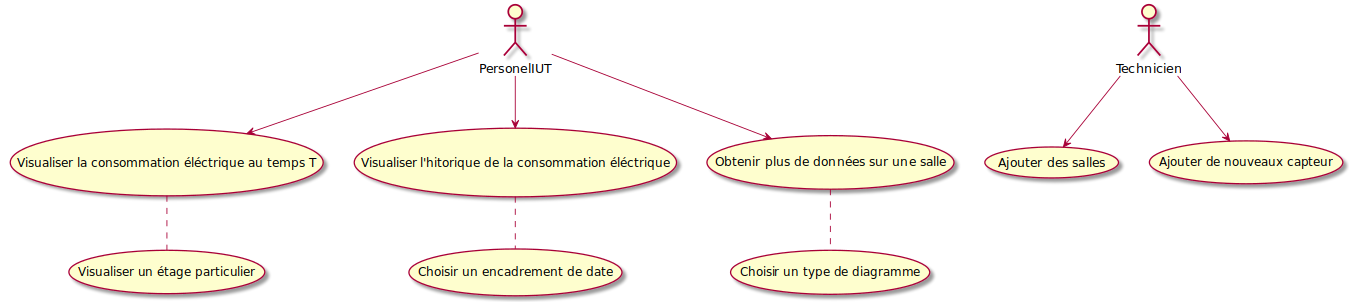 PersonelIUT
Technicien
Visualiser la consommation éléctrique au temps T
Visualiser l'hitorique de la consommation éléctrique
Obtenir plus de données sur une salle
Ajouter des salles
Ajouter de nouveaux capteur
Visualiser un étage particulier
Choisir un encadrement de date
Choisir un type de diagramme